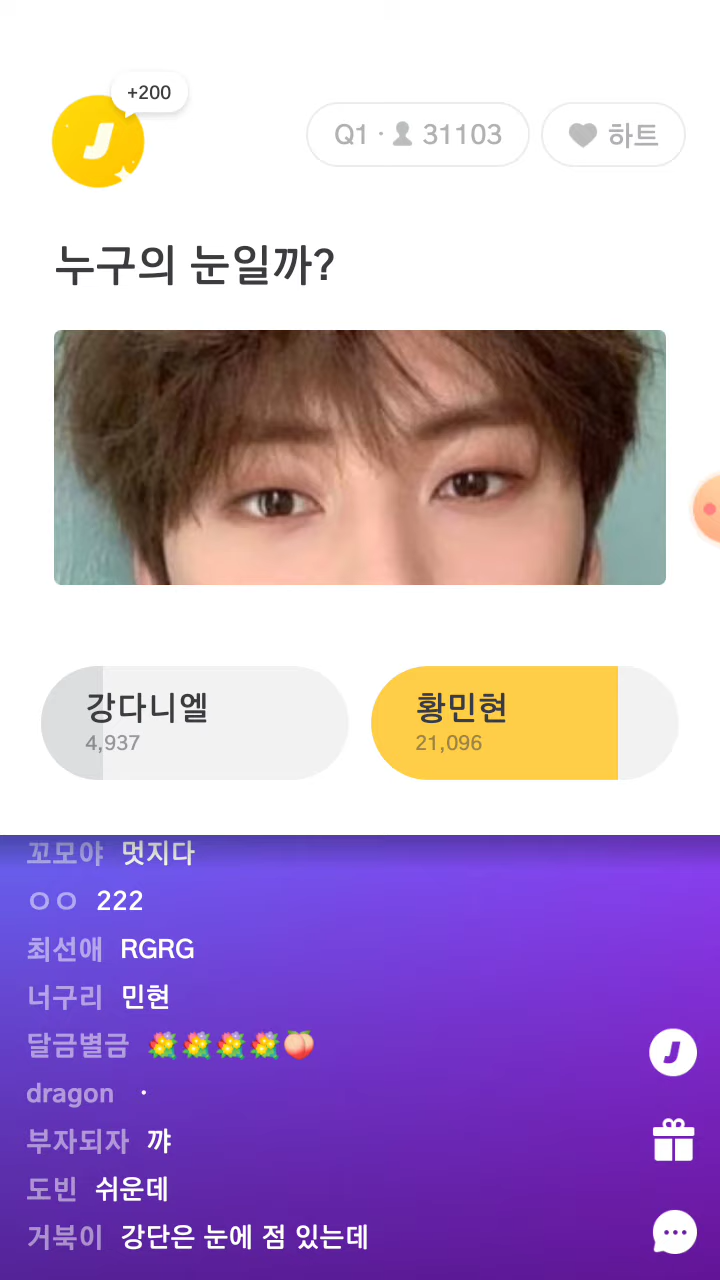 +200
J
Q1 · 31103
하트
누구의 눈일까?
강다니엘
4,937
황민현
21,096
꼬모야 멋지다
ㅇㅇ 222
최선애 RGRG
너구리 민현
달금별금 💐💐💐💐🍑
dragon ·
부자되자 꺄
도빈 쉬운데
거북이 강단은 눈에 점 있는데
J